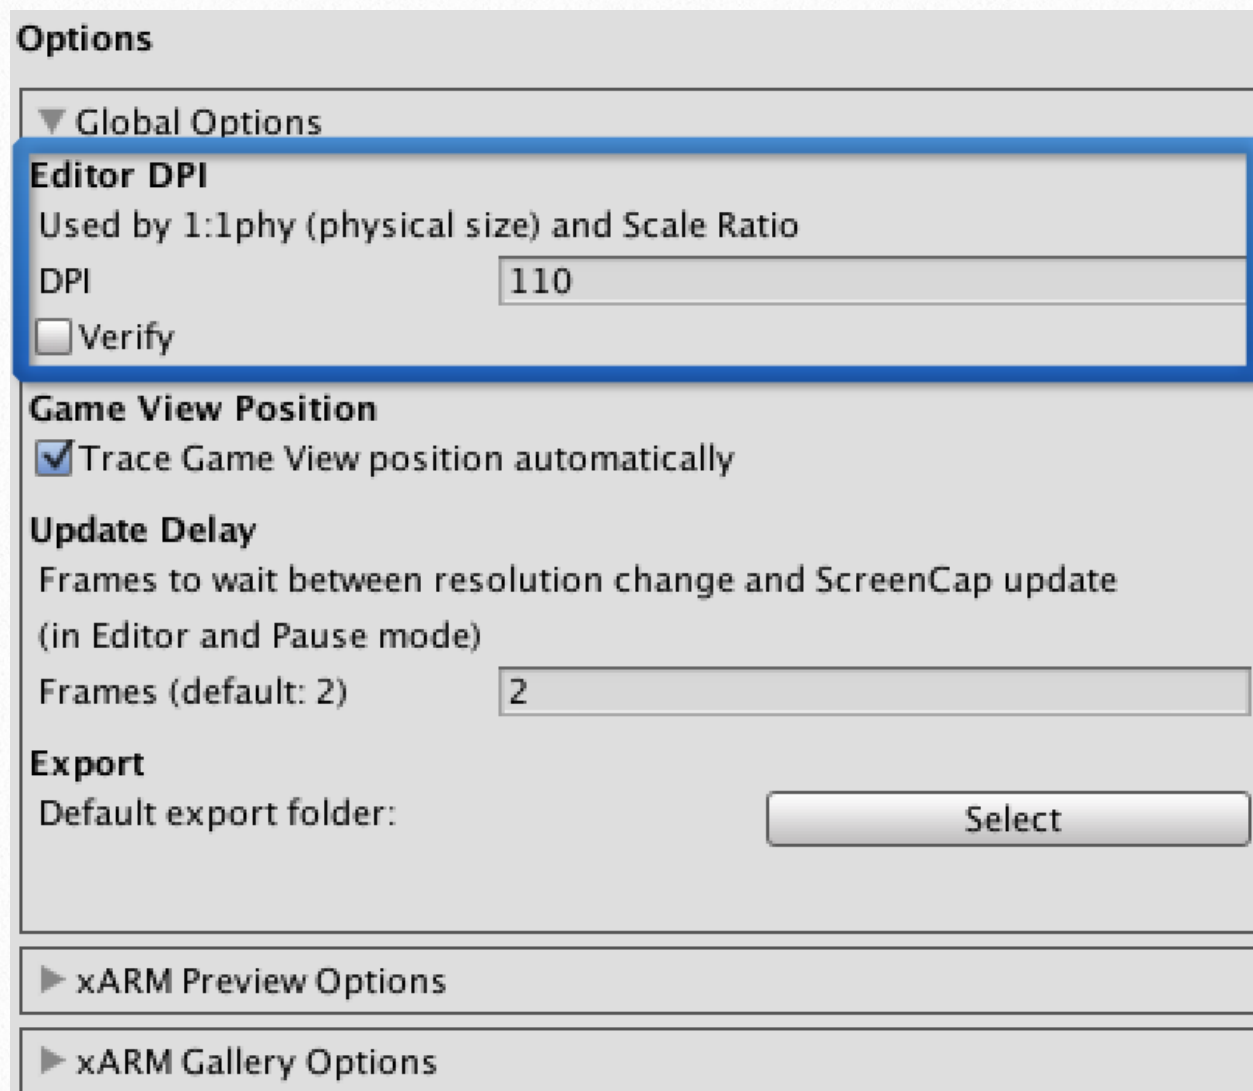 Options
Global Options
Editor DPI
Used by 1:1phy (physical size) and Scale Ratio
DPI 110
Verify
Game View Position
Trace Game View position automatically
Update Delay
Frames to wait between resolution change and ScreenCap update
(in Editor and Pause mode)
Frames (default: 2) 2
Export
Default export folder: Select
xARM Preview Options
xARM Gallery Options